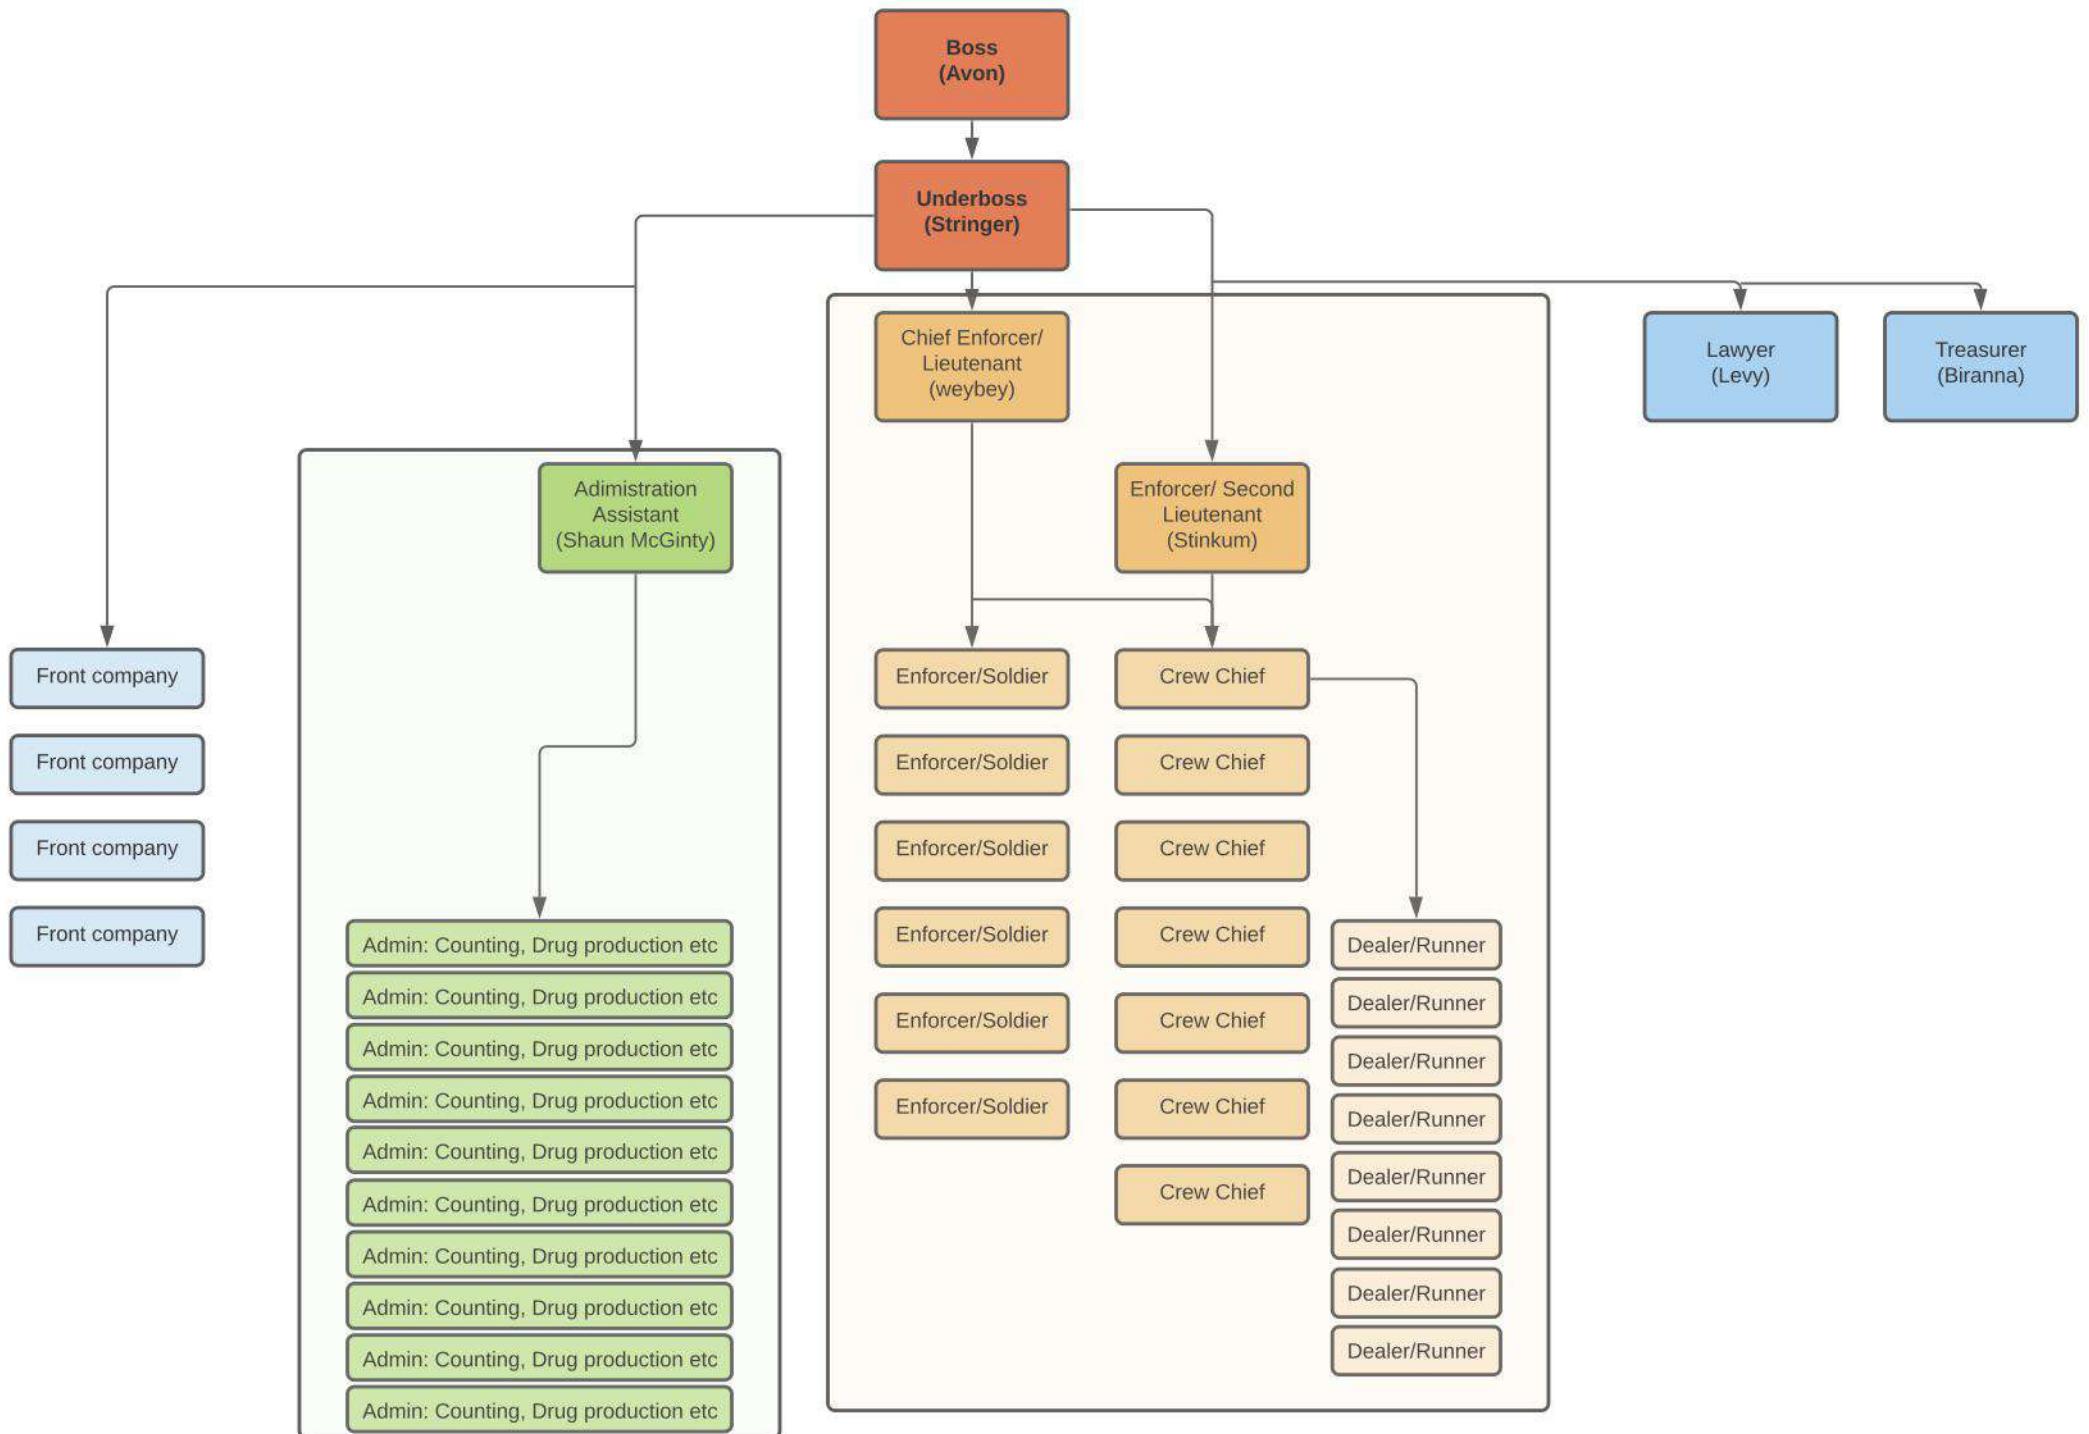 Boss
(Avon)
Underboss
(Stringer)
Chief Enforcer/
Lieutenant
(weybey)
Lawyer
(Levy)
Treasurer
(Biranna)
Adimistration
Assistant
(Shaun McGinty)
Enforcer/ Second
Lieutenant
(Stinkum)
Front company
Front company
Front company
Front company
Admin: Counting, Drug production etc
Admin: Counting, Drug production etc
Admin: Counting, Drug production etc
Admin: Counting, Drug production etc
Admin: Counting, Drug production etc
Admin: Counting, Drug production etc
Admin: Counting, Drug production etc
Admin: Counting, Drug production etc
Admin: Counting, Drug production etc
Admin: Counting, Drug production etc
Enforcer/Soldier
Enforcer/Soldier
Enforcer/Soldier
Enforcer/Soldier
Enforcer/Soldier
Enforcer/Soldier
Crew Chief
Crew Chief
Crew Chief
Crew Chief
Crew Chief
Crew Chief
Crew Chief
Dealer/Runner
Dealer/Runner
Dealer/Runner
Dealer/Runner
Dealer/Runner
Dealer/Runner
Dealer/Runner
Dealer/Runner